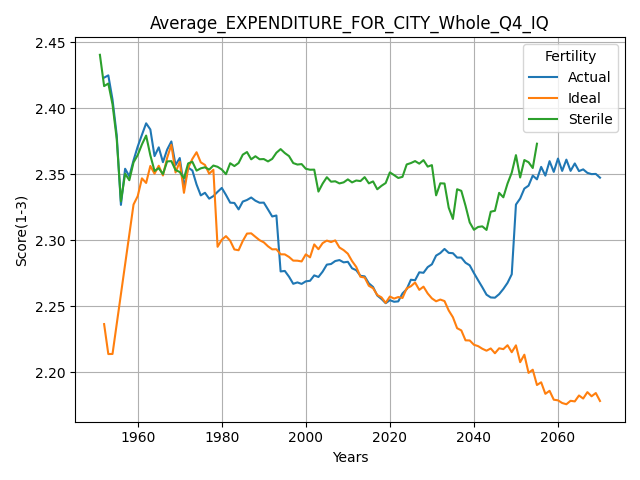 Average_EXPENDITURE_FOR_CITY_Whole_Q4_IQ
2.45
2.40
2.35
2.30
2.25
2.20
Score(1-3)
Fertility
Actual
Ideal
Sterile
1960 1980 2000 2020 2040 2060
Years